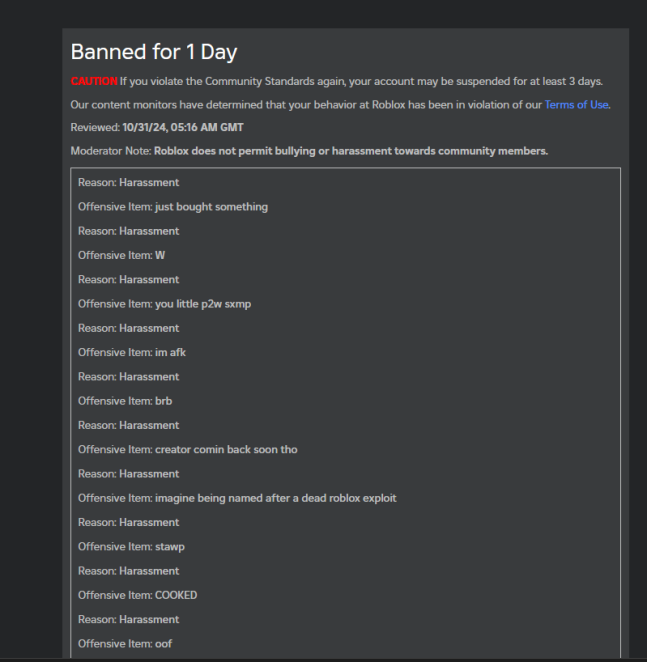 Banned for 1 Day
CAUTION If you violate the Community Standards again, your account may be suspended for at least 3 days.
Our content monitors have determined that your behavior at Roblox has been in violation of our Terms of Use.
Reviewed: 10/31/24, 05:16 AM GMT
Moderator Note: Roblox does not permit bullying or harassment towards community members.
Reason: Harassment
Offensive Item: just bought something
Reason: Harassment
Offensive Item: W
Reason: Harassment
Offensive Item: you little p2w sxmp
Reason: Harassment
Offensive Item: im afk
Reason: Harassment
Offensive Item: brb
Reason: Harassment
Offensive Item: creator comin back soon tho
Reason: Harassment
Offensive Item: imagine being named after a dead roblox exploit
Reason: Harassment
Offensive Item: stawp
Reason: Harassment
Offensive Item: COOKED
Reason: Harassment
Offensive Item: oof